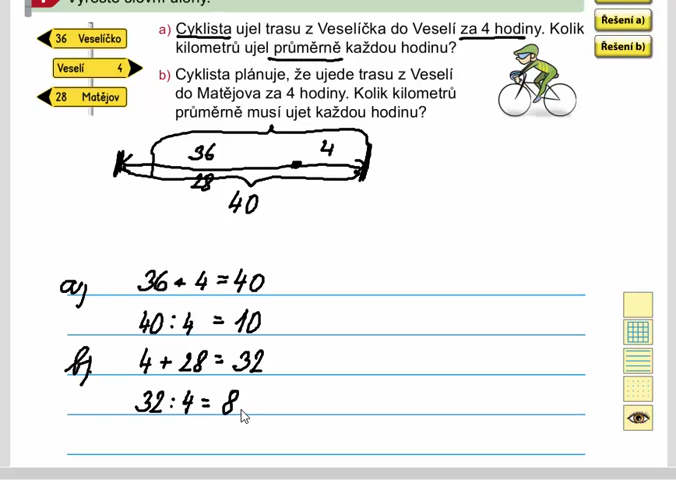 Vyřešte slovní úlohy.
Řešení a)
Řešení b)
36 Veselíčko
Veselí 4
28 Matějov
a) Cyklista ujel trasu z Veselíčka do Veselí za 4 hodiny. Kolik
kilometrů ujel průměrně každou hodinu?
b) Cyklista plánuje, že ujede trasu z Veselí
do Matějova za 4 hodiny. Kolik kilometrů
průměrně musí ujet každou hodinu?
36 4
28
40
a) 36 + 4 = 40
40 : 4 = 10
b) 4 + 28 = 32
32 : 4 = 8